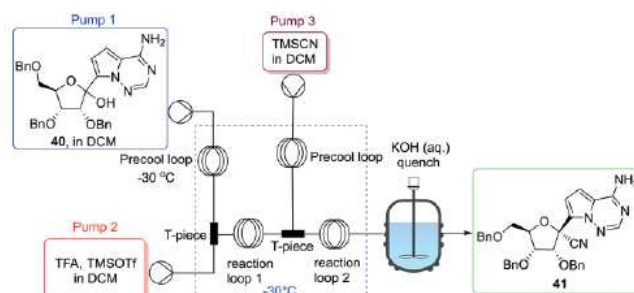 Pump 1
NH₂
N
N
N
BnO
O
OH
BnO
OBn
40, in DCM
Pump 3
TMSCN
in DCM
Precool loop
-30 °C
Precool loop
KOH (aq.)
quench
Pump 2
TFA, TMSOTf
in DCM
T-piece
reaction
loop 1
T-piece
reaction
loop 2
-30°C
NH
N
N
N
BnO
O
CN
BnO
OBn
41